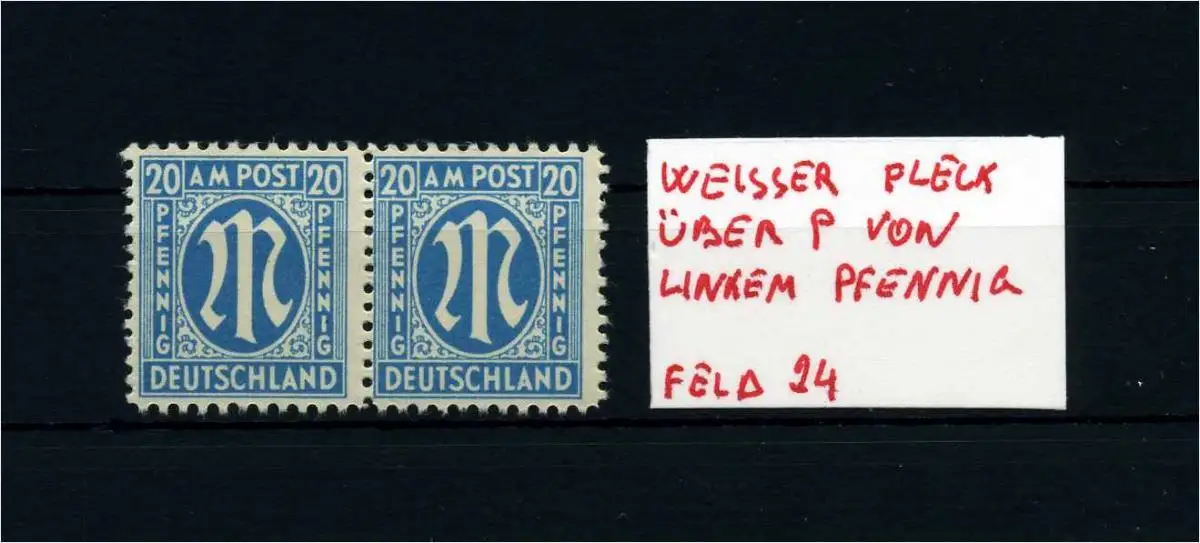 20 AM POST 20
PFENNIG
PFENNIG
DEUTSCHLAND
20 AM POST 20
PFENNIG
PFENNIG
DEUTSCHLAND
WEISSER FLECK
ÜBER P VON
LINKEM PFENNIG
FELD 24